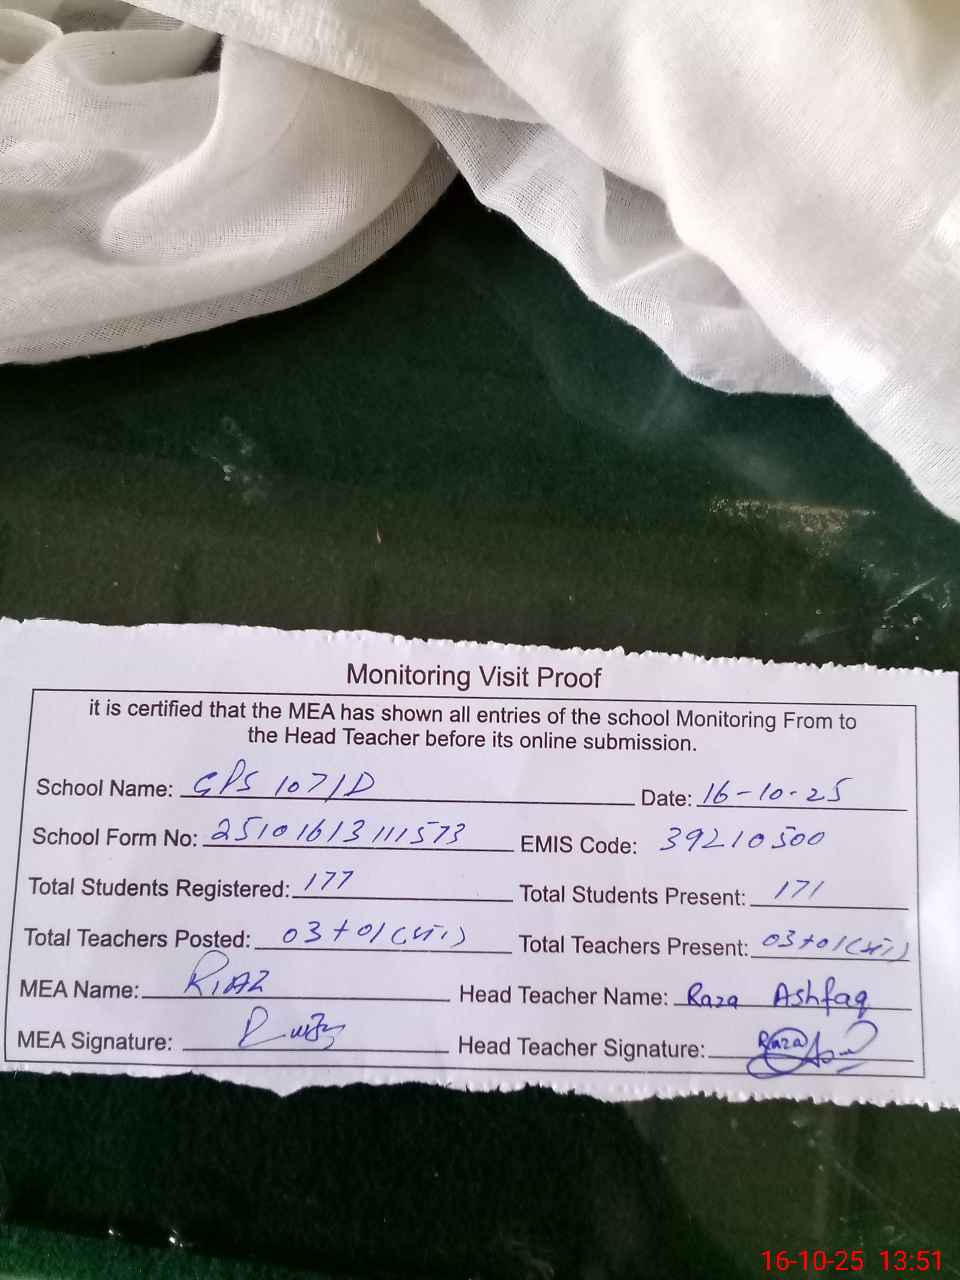 Monitoring Visit Proof
it is certified that the MEA has shown all entries of the school Monitoring From to
the Head Teacher before its online submission.
School Name: GPS 107/D Date: 16-10-25
School Form No: 25101613111573 EMIS Code: 39210500
Total Students Registered: 177 Total Students Present: 171
Total Teachers Posted: 03+01 Total Teachers Present: 03+01
MEA Name: RIAZ Head Teacher Name: Raza Ashfaq
MEA Signature: Head Teacher Signature: Raza
16-10-25 13:51